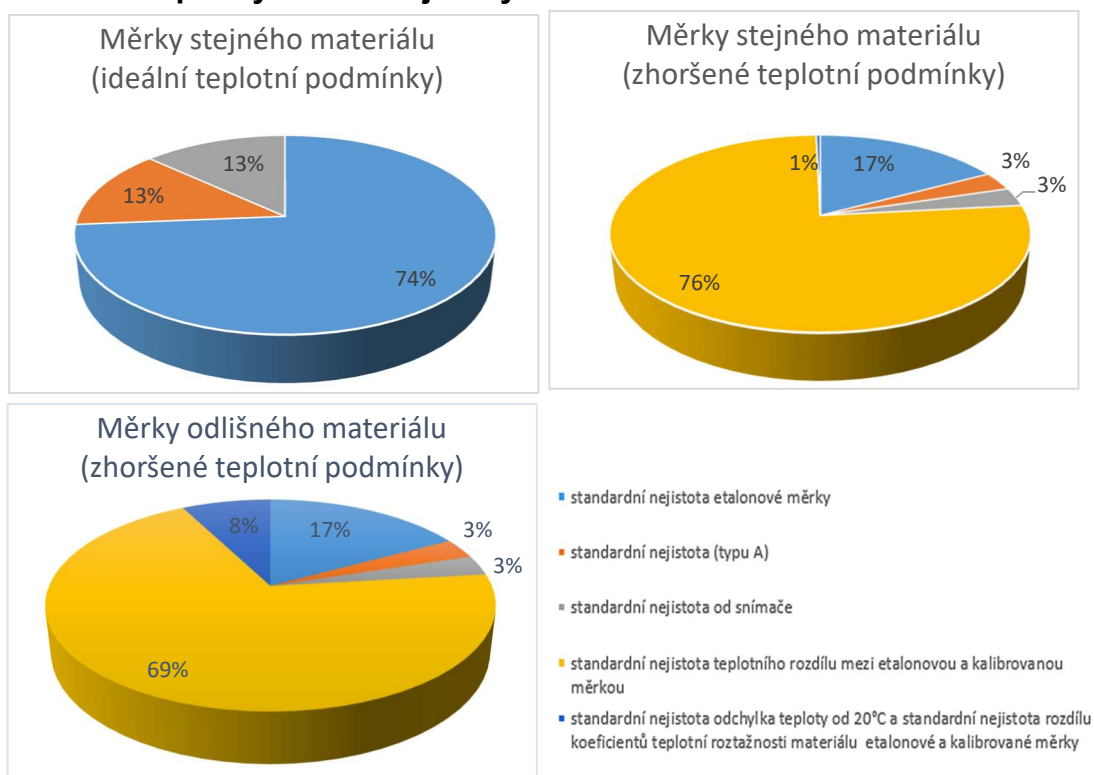 Měrky stejného materiálu
(ideální teplotní podmínky)
13%
13%
74%
Měrky stejného materiálu
(zhoršené teplotní podmínky)
1%
17%
3%
3%
76%
Měrky odlišného materiálu
(zhoršené teplotní podmínky)
8%
17%
3%
3%
69%
standardní nejistota etalonové měrky
standardní nejistota (typu A)
standardní nejistota od snímače
standardní nejistota teplotního rozdílu mezi etalonovou a kalibrovanou
měrkou
standardní nejistota odchylka teploty od 20°C a standardní nejistota rozdílu
koeficientů teplotní roztažnosti materiálu etalonové a kalibrované měrky